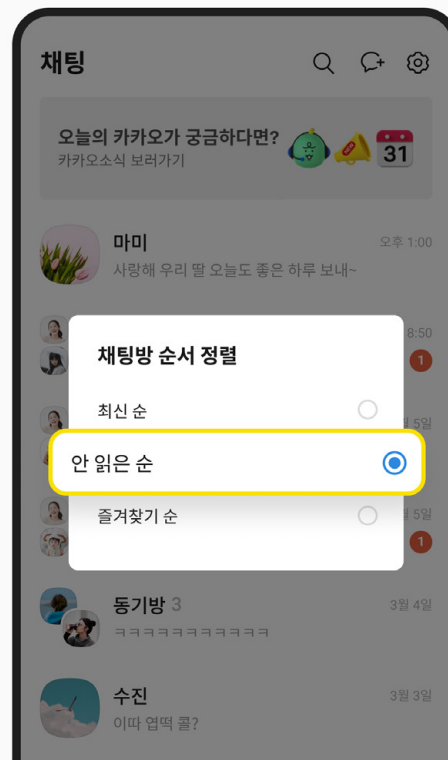 채팅
오늘의 카카오가 궁금하다면?
카카오소식 보러가기
31
마미
오후 1:00
사랑해 우리 딸 오늘도 좋은 하루 보내~
8:50
1
채팅방 순서 정렬
최신 순
5일
안 읽은 순
즐겨찾기 순
5일
1
동기방 3
3월 4일
ㅋㅋㅋㅋㅋㅋㅋㅋㅋㅋㅋ
수진
3월 3일
이따 엽떡 콜?